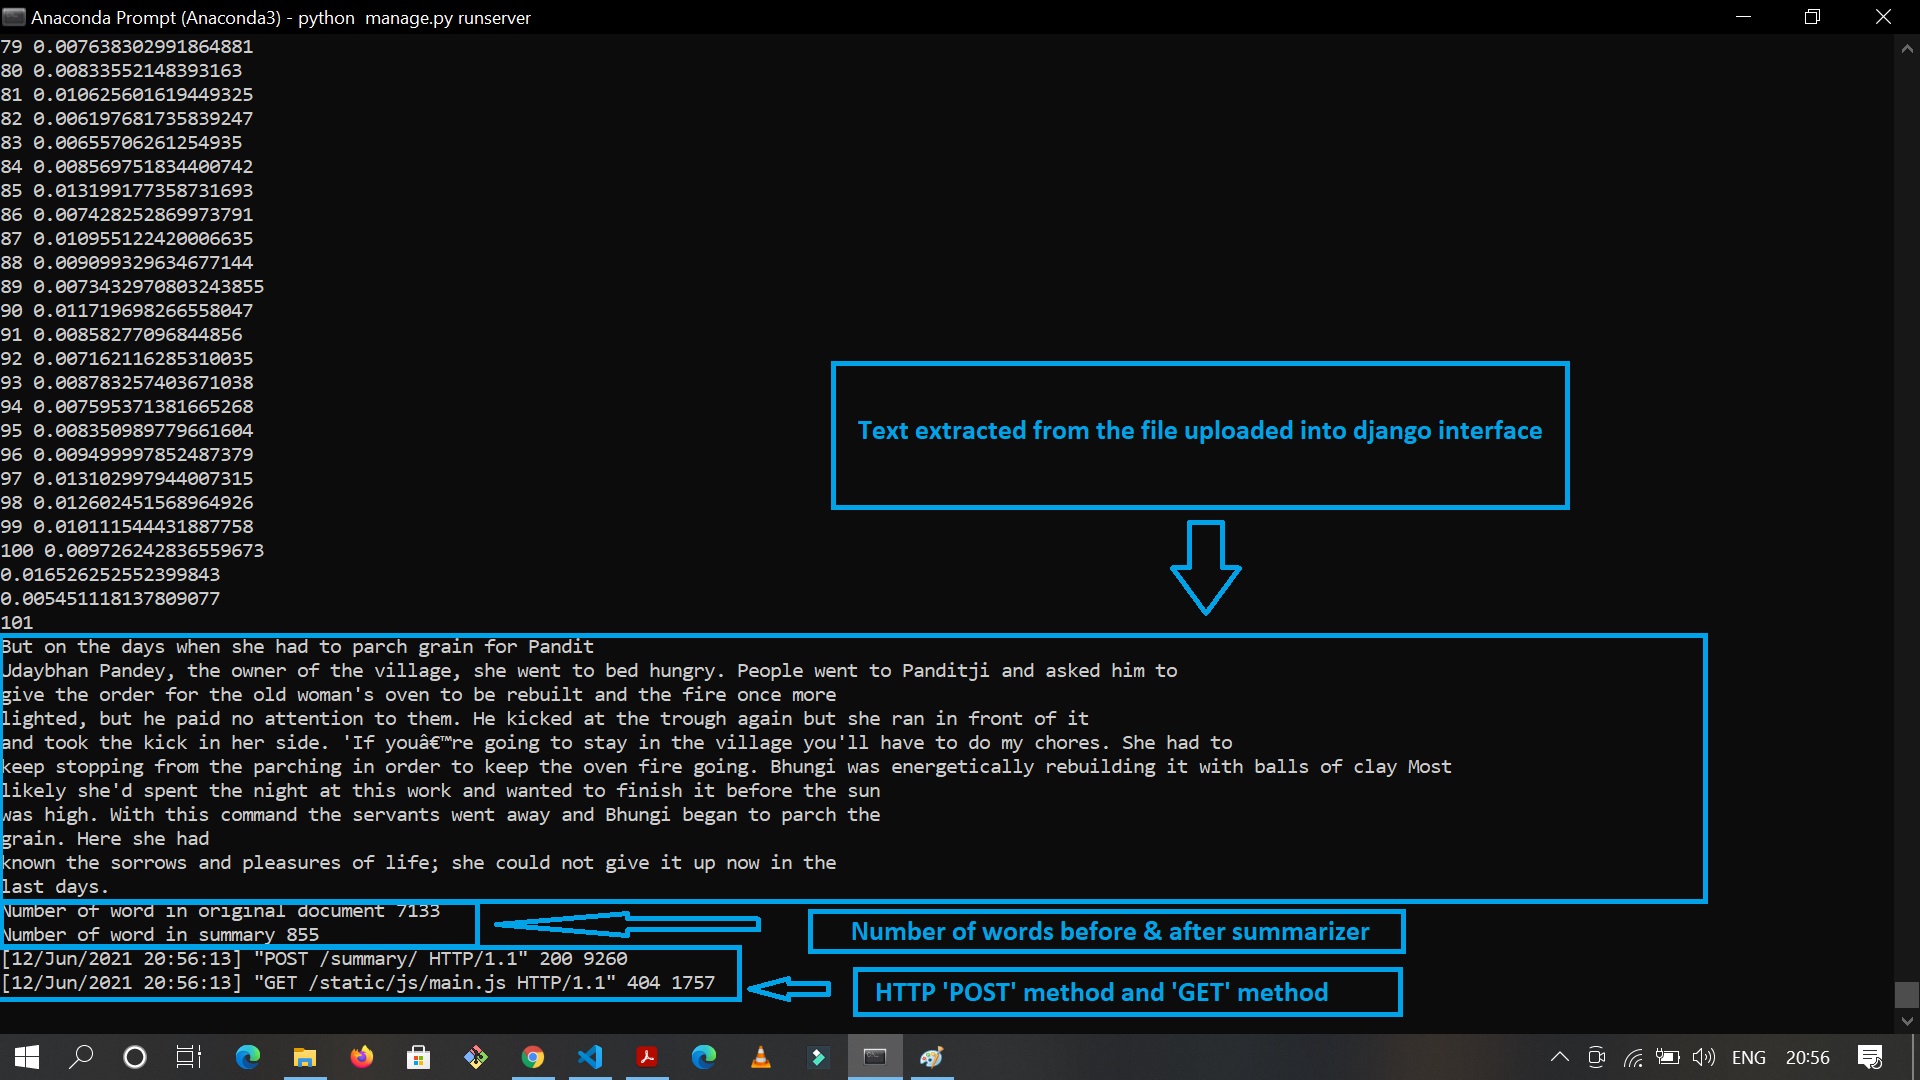 Anaconda Prompt (Anaconda3) - python  manage.py runserver
79 0.007638302991864881
80 0.00833552148393163
81 0.010625601619449325
82 0.006197681735839247
83 0.00655706261254935
84 0.008569751834400742
85 0.013199177358731693
86 0.007428252869973791
87 0.010955122420006635
88 0.009099329634677144
89 0.0073432970803243855
90 0.011719698266558047
91 0.00858277096844856
92 0.007162116285310035
93 0.008783257403671038
94 0.007595371381665268
95 0.008350989779661604
96 0.009499997852487379
97 0.013102997944007315
98 0.012602451568964926
99 0.010111544431887758
100 0.009726242836559673
0.016526252552399843
0.005451118137809077
101
Text extracted from the file uploaded into django interface
But on the days when she had to parch grain for Pandit
Udaybhan Pandey, the owner of the village, she went to bed hungry. People went to Panditji and asked him to
give the order for the old woman's oven to be rebuilt and the fire once more
lighted, but he paid no attention to them. He kicked at the trough again but she ran in front of it
and took the kick in her side. 'If youâ€™re going to stay in the village you'll have to do my chores. She had to
keep stopping from the parching in order to keep the oven fire going. Bhungi was energetically rebuilding it with balls of clay Most
likely she'd spent the night at this work and wanted to finish it before the sun
was high. With this command the servants went away and Bhungi began to parch the
grain. Here she had
known the sorrows and pleasures of life; she could not give it up now in the
last days.
Number of word in original document 7133
Number of word in summary 855
Number of words before & after summarizer
[12/Jun/2021 20:56:13] "POST /summary/ HTTP/1.1" 200 9260
[12/Jun/2021 20:56:13] "GET /static/js/main.js HTTP/1.1" 404 1757
HTTP 'POST' method and 'GET' method
ENG 20:56